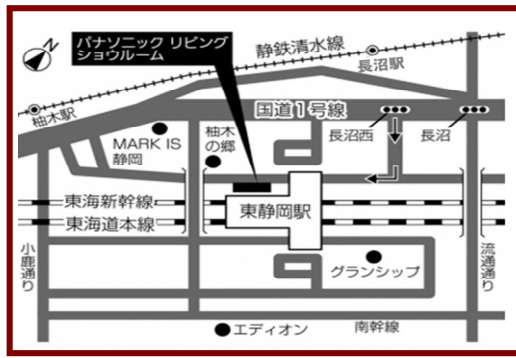 N
パナソニック リビング
ショウルーム
静鉄清水線
長沼駅
柚木駅
国道1号線
MARK IS
静岡
柚木
の郷
長沼西
長沼
東海新幹線
東海道本線
東静岡駅
小鹿通り
グランシップ
流通通り
エディオン
南幹線